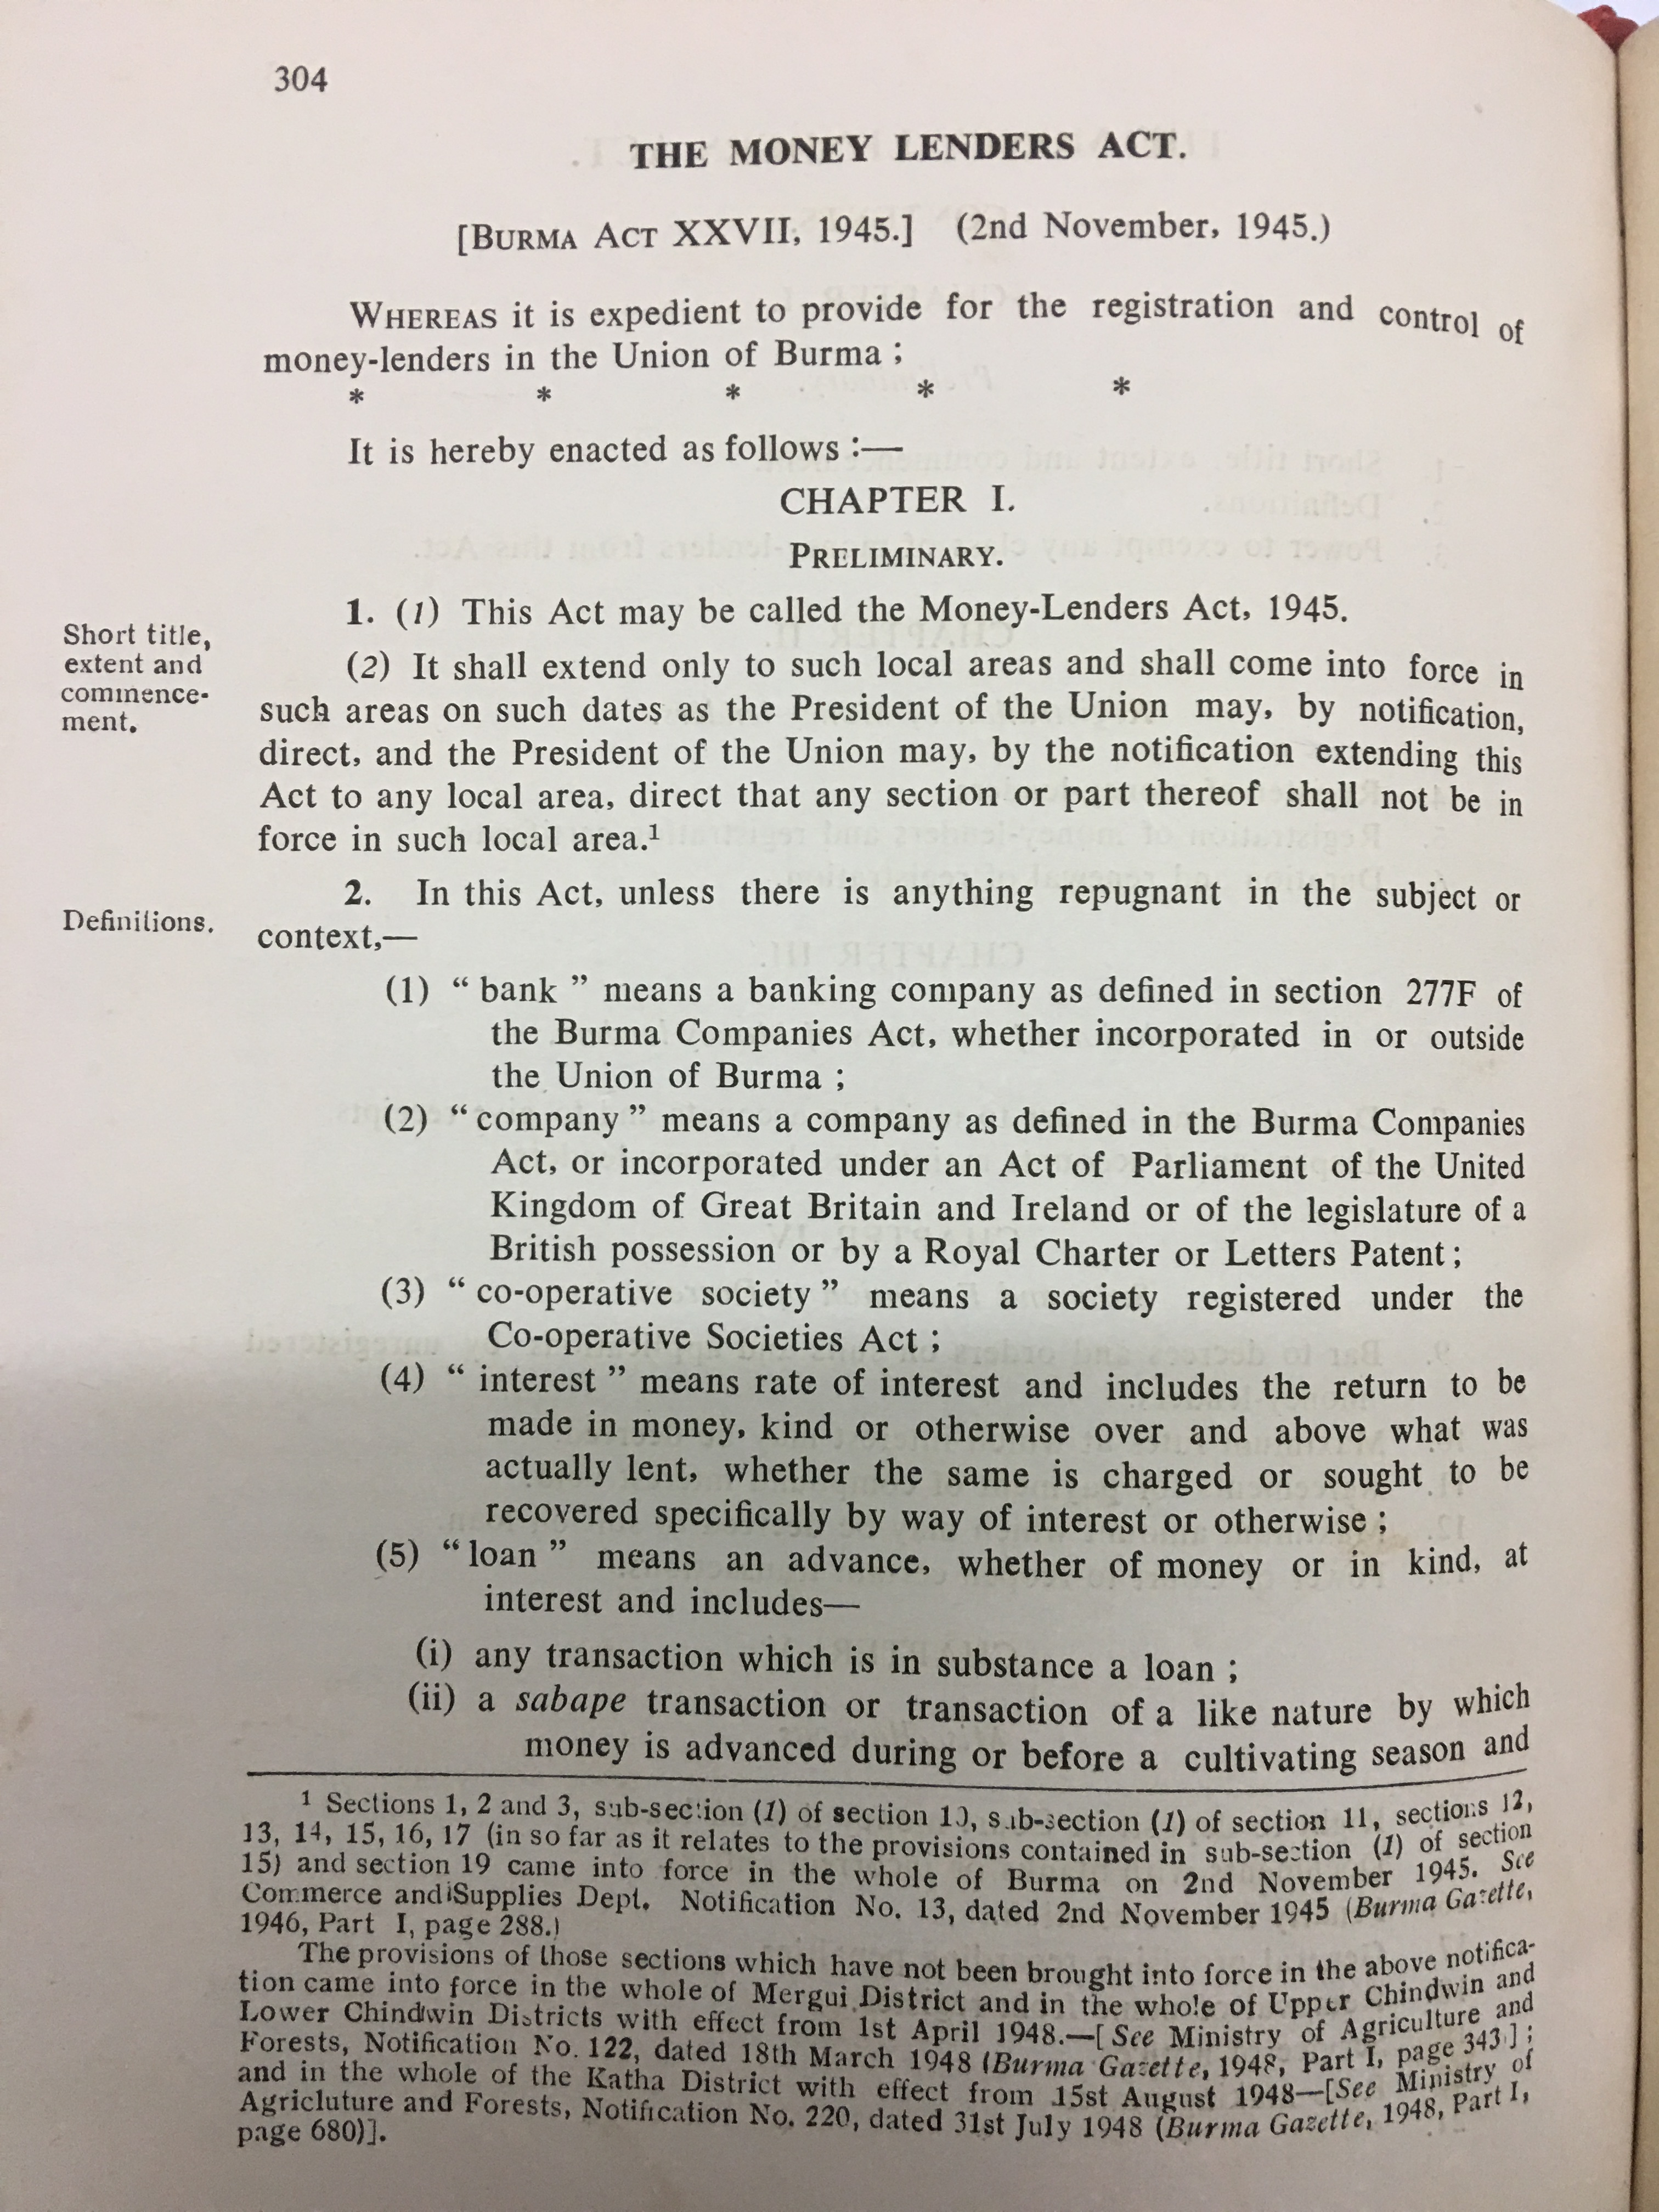 304
THE MONEY LENDERS ACT.
[BURMA ACT XXVII, 1945.] (2nd November, 1945.)
WHEREAS it is expedient to provide for the registration and control of
money-lenders in the Union of Burma ;
* * * * *
It is hereby enacted as follows :—
CHAPTER I.
PRELIMINARY.
Short title,
extent and
commence-
ment.
1. (1) This Act may be called the Money-Lenders Act, 1945.
(2) It shall extend only to such local areas and shall come into force in
such areas on such dates as the President of the Union may, by notification,
direct, and the President of the Union may, by the notification extending this
Act to any local area, direct that any section or part thereof shall not be in
force in such local area.¹
Definitions.
2. In this Act, unless there is anything repugnant in the subject or
context,—
(1) “ bank ” means a banking company as defined in section 277F of
the Burma Companies Act, whether incorporated in or outside
the Union of Burma ;
(2) “ company ” means a company as defined in the Burma Companies
Act, or incorporated under an Act of Parliament of the United
Kingdom of Great Britain and Ireland or of the legislature of a
British possession or by a Royal Charter or Letters Patent ;
(3) “ co-operative society ” means a society registered under the
Co-operative Societies Act ;
(4) “ interest ” means rate of interest and includes the return to be
made in money, kind or otherwise over and above what was
actually lent, whether the same is charged or sought to be
recovered specifically by way of interest or otherwise ;
(5) “ loan ” means an advance, whether of money or in kind, at
interest and includes—
(i) any transaction which is in substance a loan ;
(ii) a sabape transaction or transaction of a like nature by which
money is advanced during or before a cultivating season and
¹ Sections 1, 2 and 3, sub-section (1) of section 10, sub-section (1) of section 11, sections 12,
13, 14, 15, 16, 17 (in so far as it relates to the provisions contained in sub-section (1) of section
15) and section 19 came into force in the whole of Burma on 2nd November 1945. See
Commerce and Supplies Dept. Notification No. 13, dated 2nd November 1945 (Burma Gazette,
1946, Part I, page 288.)
The provisions of those sections which have not been brought into force in the above notifica-
tion came into force in the whole of Mergui District and in the whole of Upper Chindwin and
Lower Chindwin Districts with effect from 1st April 1948.—[ See Ministry of Agriculture and
Forests, Notification No. 122, dated 18th March 1948 (Burma Gazette, 1948, Part I, page 343 ] ;
and in the whole of the Katha District with effect from 15st August 1948—[See Ministry of
Agricluture and Forests, Notification No. 220, dated 31st July 1948 (Burma Gazette, 1948, Part I,
page 680)].